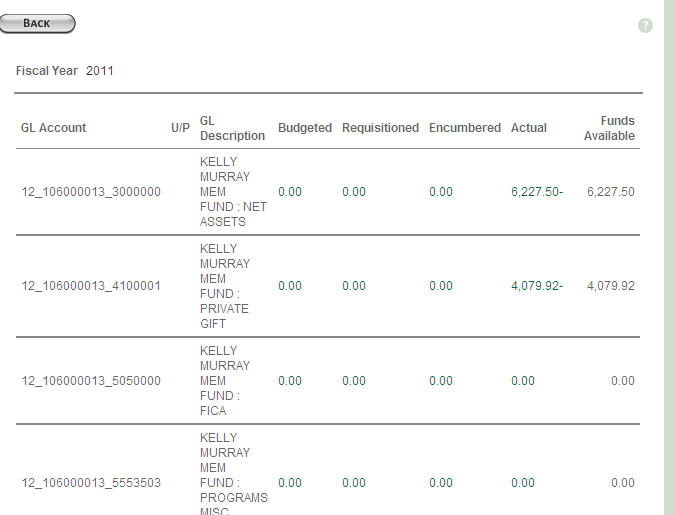 BACK
?
Fiscal Year 2011
GL Account U/P GL Description Budgeted Requisitioned Encumbered Actual Funds Available
12_106000013_3000000 KELLY MURRAY MEM FUND : NET ASSETS 0.00 0.00 0.00 6,227.50- 6,227.50
12_106000013_4100001 KELLY MURRAY MEM FUND : PRIVATE GIFT 0.00 0.00 0.00 4,079.92- 4,079.92
12_106000013_5050000 KELLY MURRAY MEM FUND : FICA 0.00 0.00 0.00 0.00 0.00
12_106000013_5553503 KELLY MURRAY MEM FUND : PROGRAMS MISC 0.00 0.00 0.00 0.00 0.00